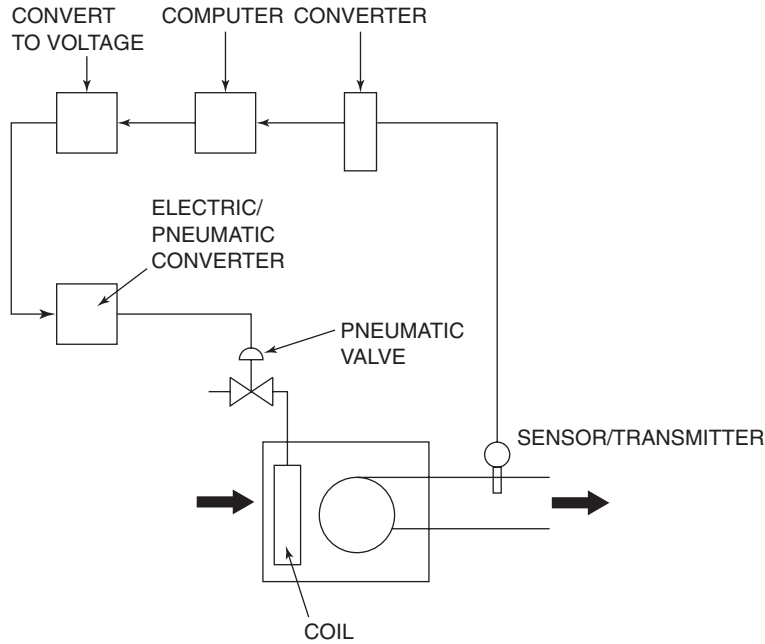 CONVERT
TO VOLTAGE
COMPUTER
CONVERTER
ELECTRIC/
PNEUMATIC
CONVERTER
PNEUMATIC
VALVE
SENSOR/TRANSMITTER
COIL